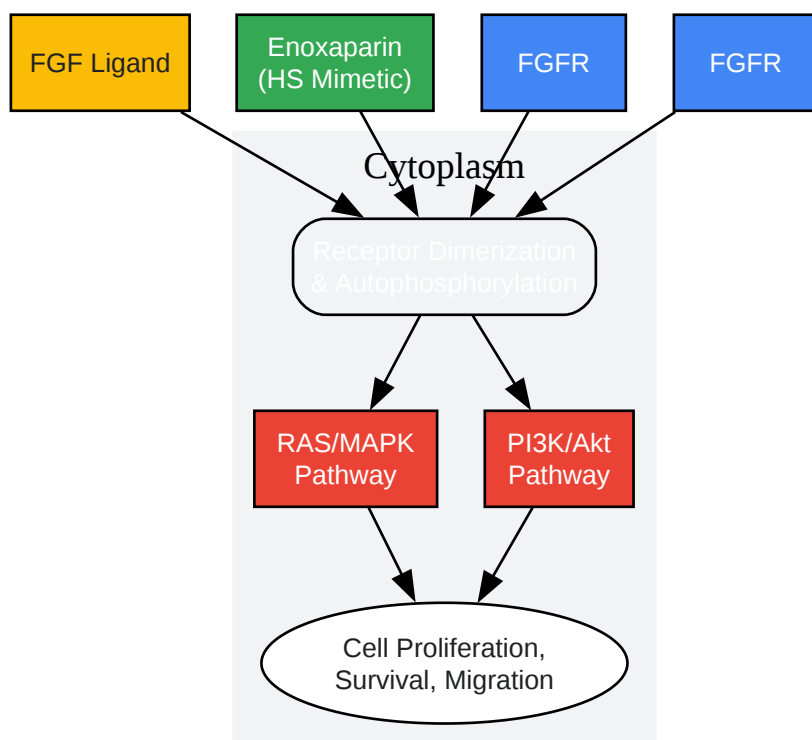 FGF Ligand
Enoxaparin
(HS Mimetic)
FGFR
FGFR
Cytoplasm
Receptor Dimerization
& Autophosphorylation
RAS/MAPK
Pathway
PI3K/Akt
Pathway
Cell Proliferation,
Survival, Migration